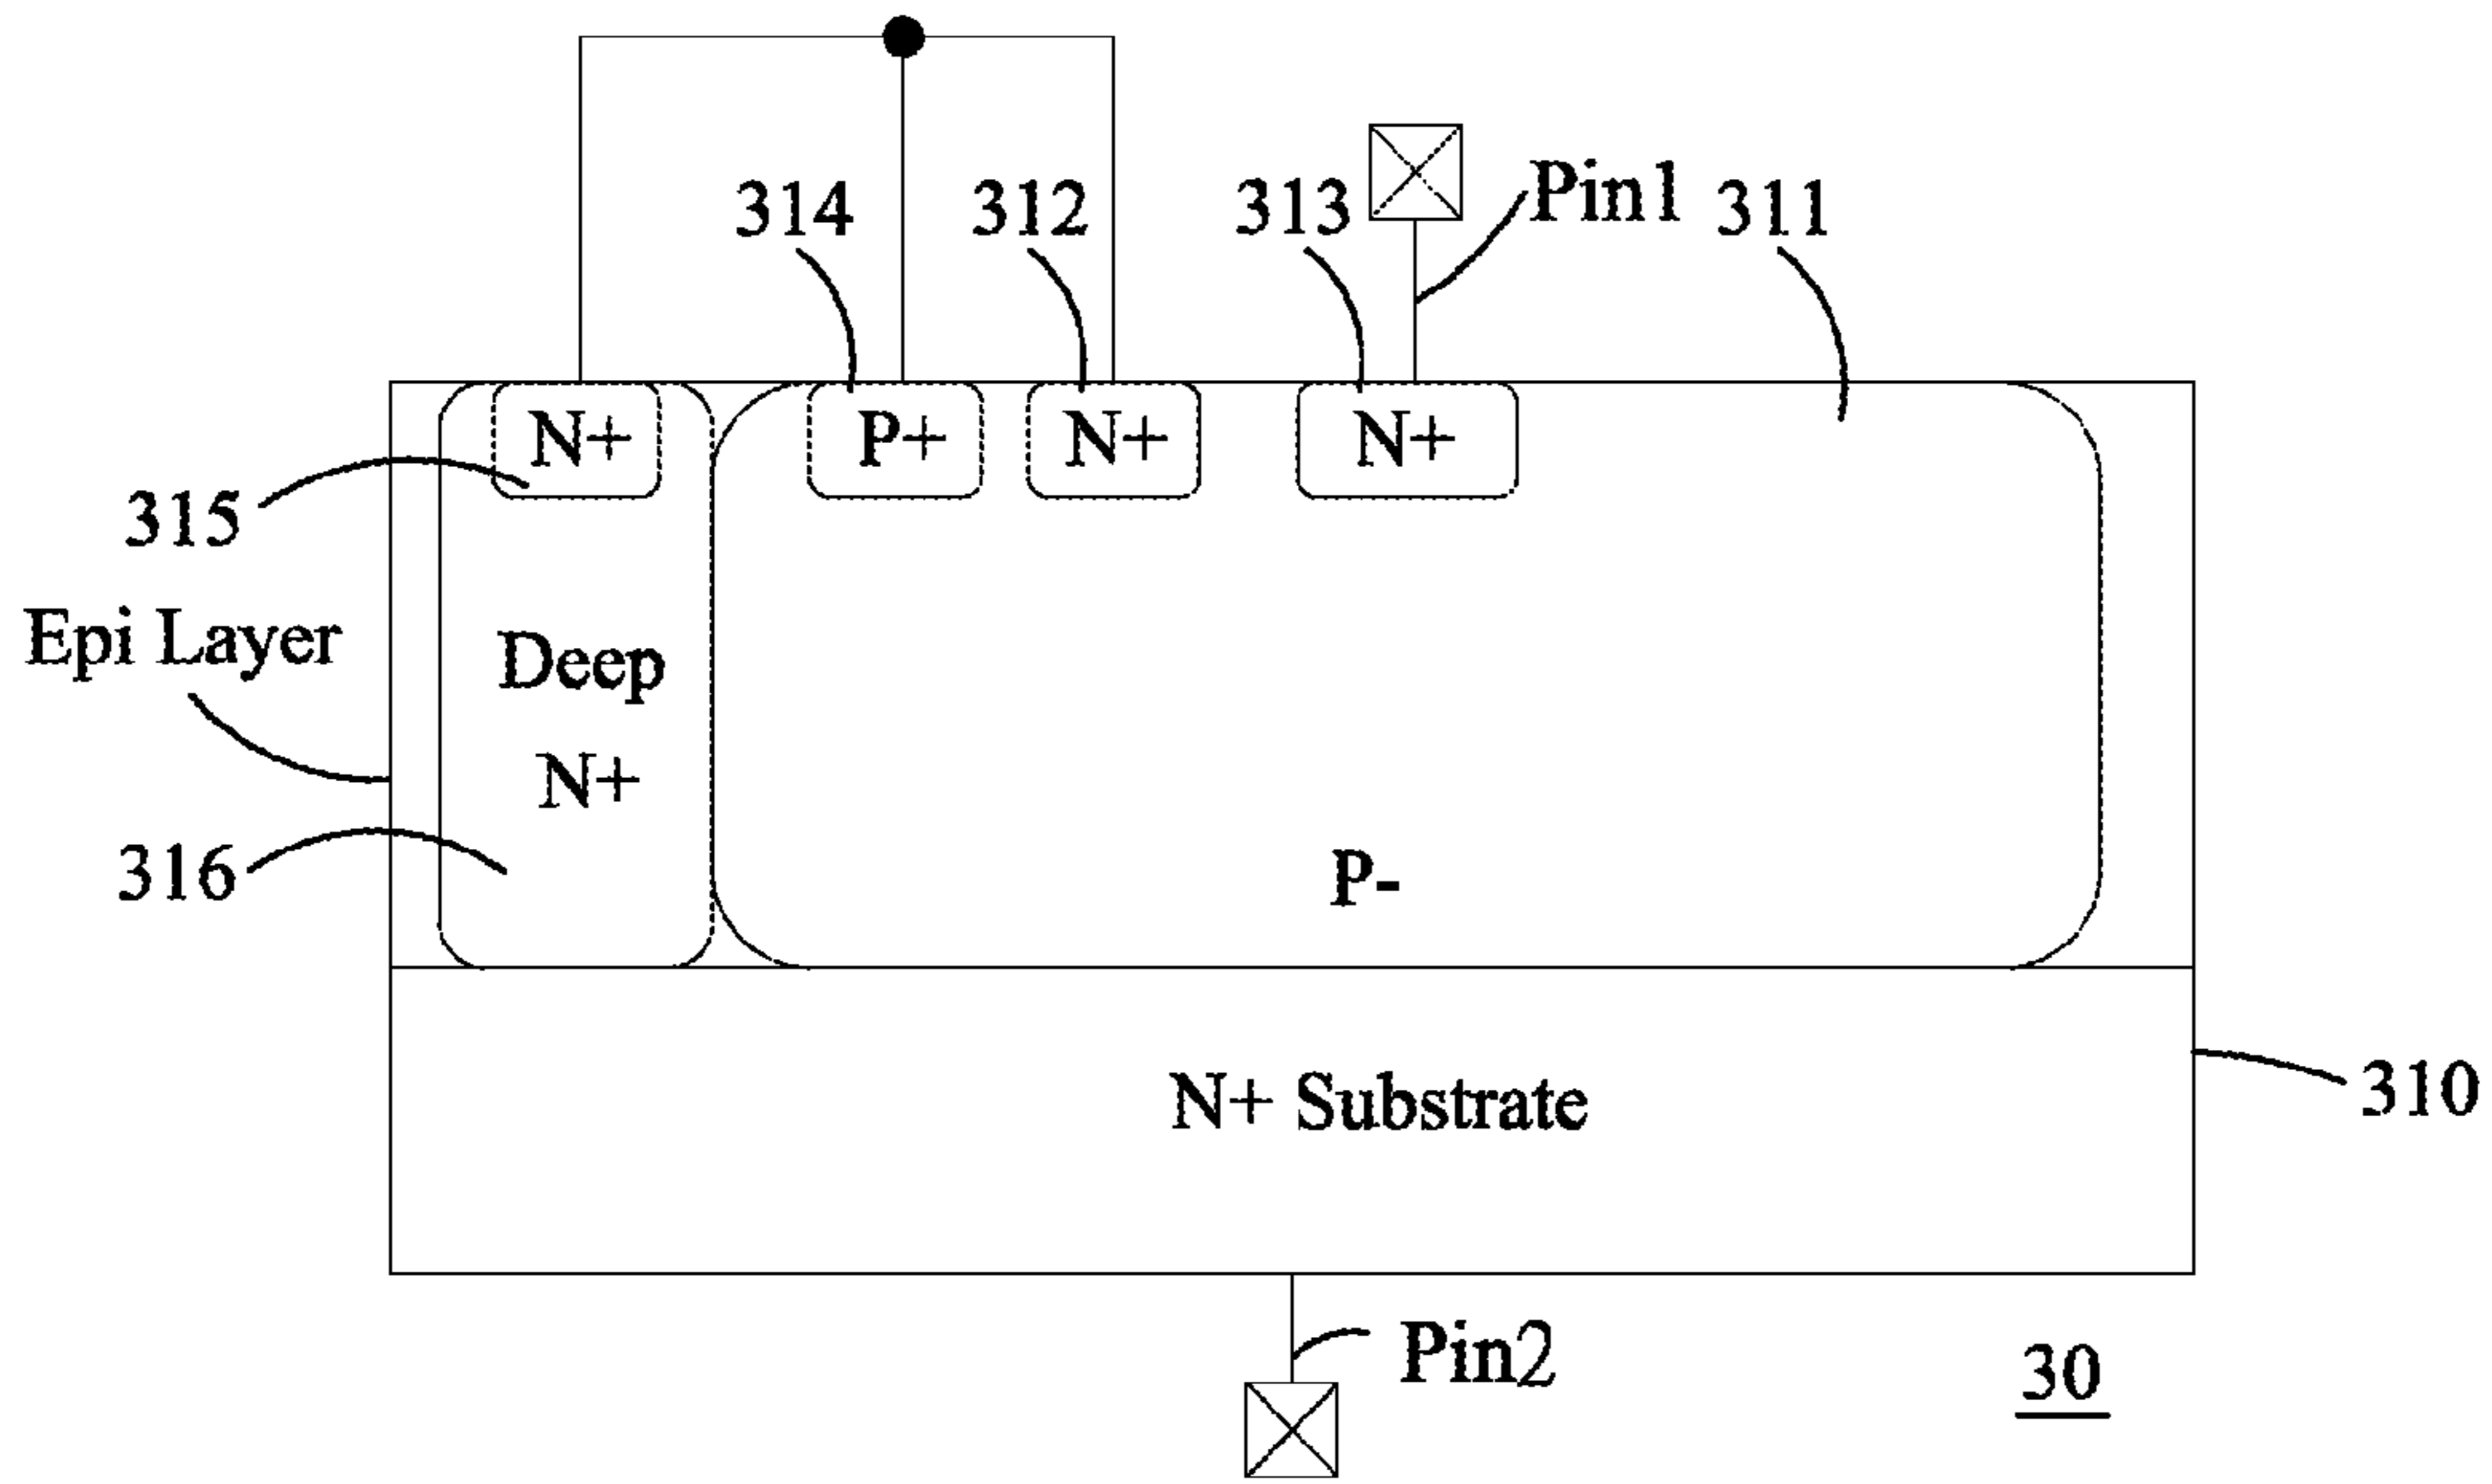 Pin1
314
312
313
311
N+
P+
N+
N+
315
Epi Layer
Deep
N+
316
P-
N+ Substrate
310
Pin2
30